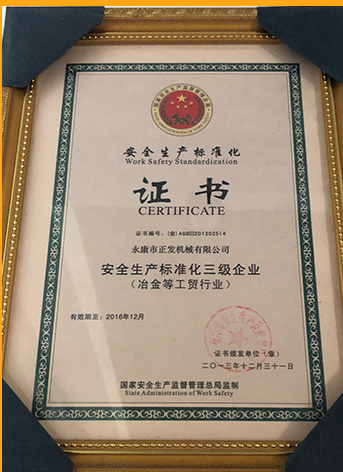 安全生产标准化
Work Safety Standardization
证书
CERTIFICATE
永康市正发机械有限公司
安全生产标准化三级企业
（冶金等工贸行业）
有效期至：2016年12月
证书颁发单位（章）
二〇一三年十二月三十一日
国家安全生产监督管理总局监制
State Administration of Work Safety